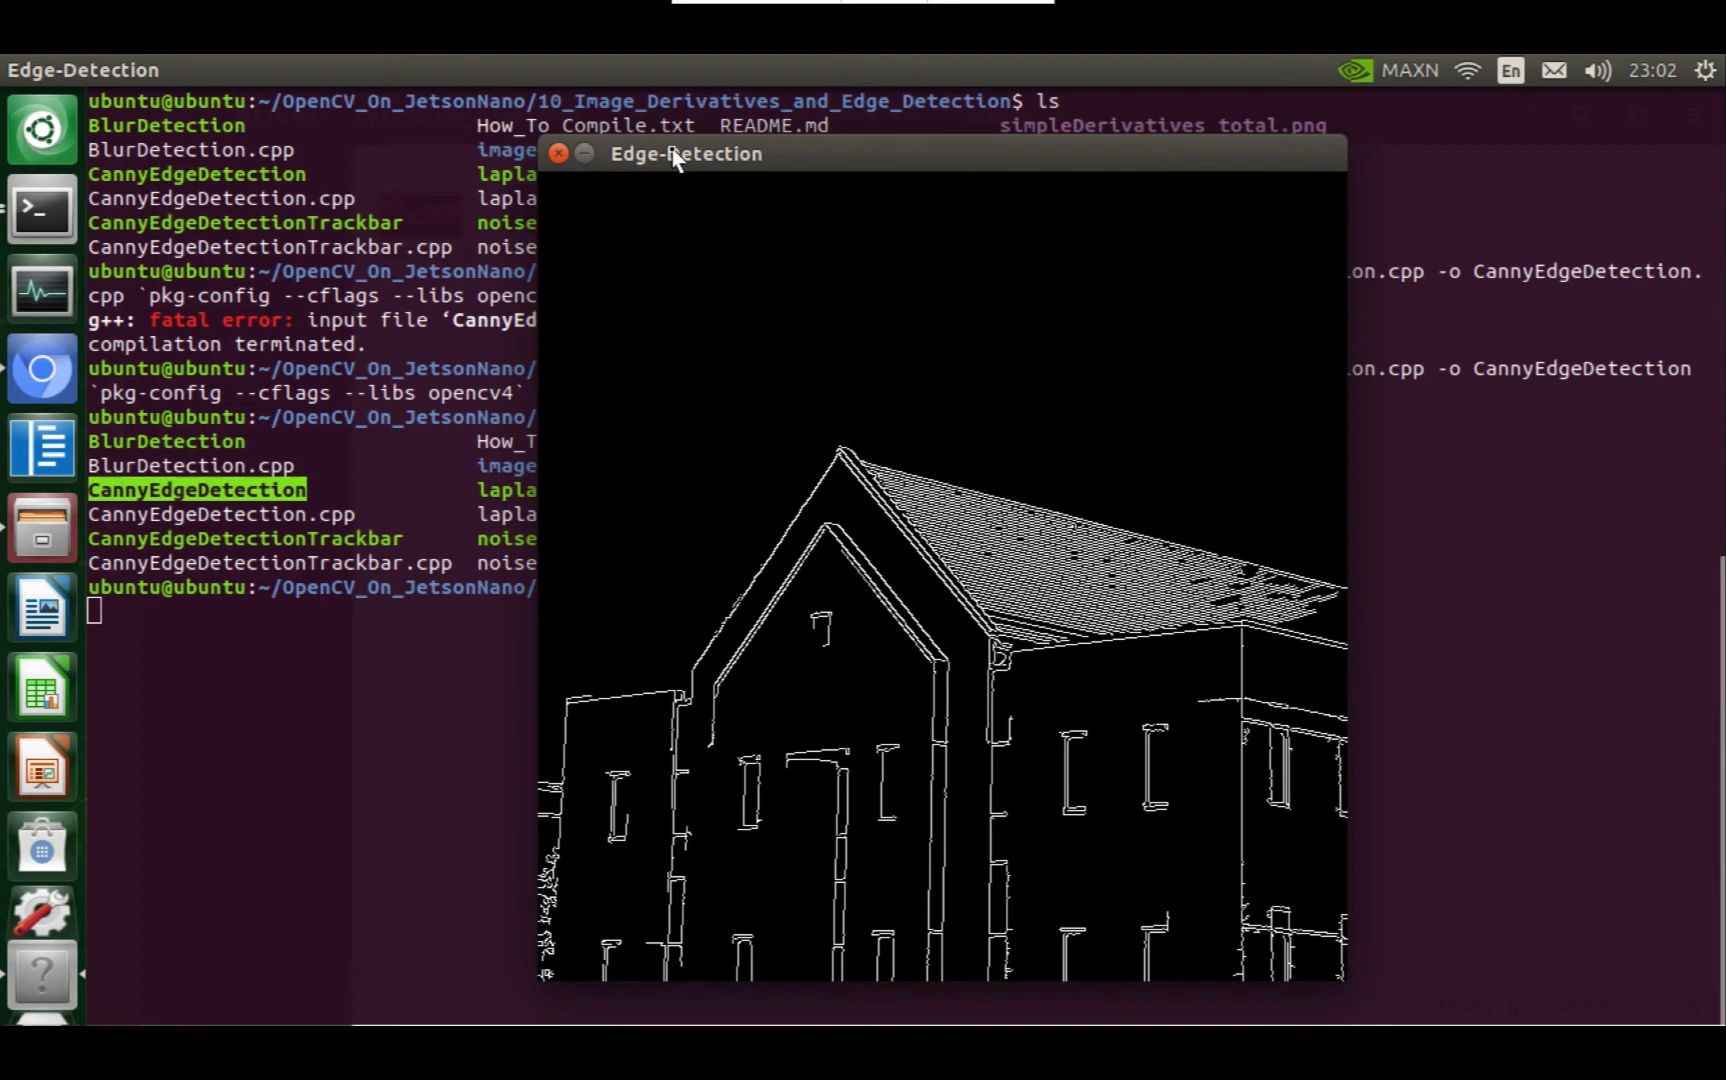 Edge-Detection MAXN En 23:02
ubuntu@ubuntu:~/OpenCV_On_JetsonNano/10_Image_Derivatives_and_Edge_Detection$ ls
BlurDetection How_To_Compile.txt README.md simpleDerivatives total.png
BlurDetection.cpp image
Edge-Detection
CannyEdgeDetection lapla
CannyEdgeDetection.cpp lapla
CannyEdgeDetectionTrackbar noise
CannyEdgeDetectionTrackbar.cpp noise
ubuntu@ubuntu:~/OpenCV_On_JetsonNano/ on.cpp -o CannyEdgeDetection.
cpp `pkg-config --cflags --libs openc
g++: fatal error: input file ‘CannyEd
compilation terminated.
ubuntu@ubuntu:~/OpenCV_On_JetsonNano/ on.cpp -o CannyEdgeDetection
`pkg-config --cflags --libs opencv4`
ubuntu@ubuntu:~/OpenCV_On_JetsonNano/
BlurDetection How_T
BlurDetection.cpp image
CannyEdgeDetection lapla
CannyEdgeDetection.cpp lapla
CannyEdgeDetectionTrackbar noise
CannyEdgeDetectionTrackbar.cpp noise
ubuntu@ubuntu:~/OpenCV_On_JetsonNano/